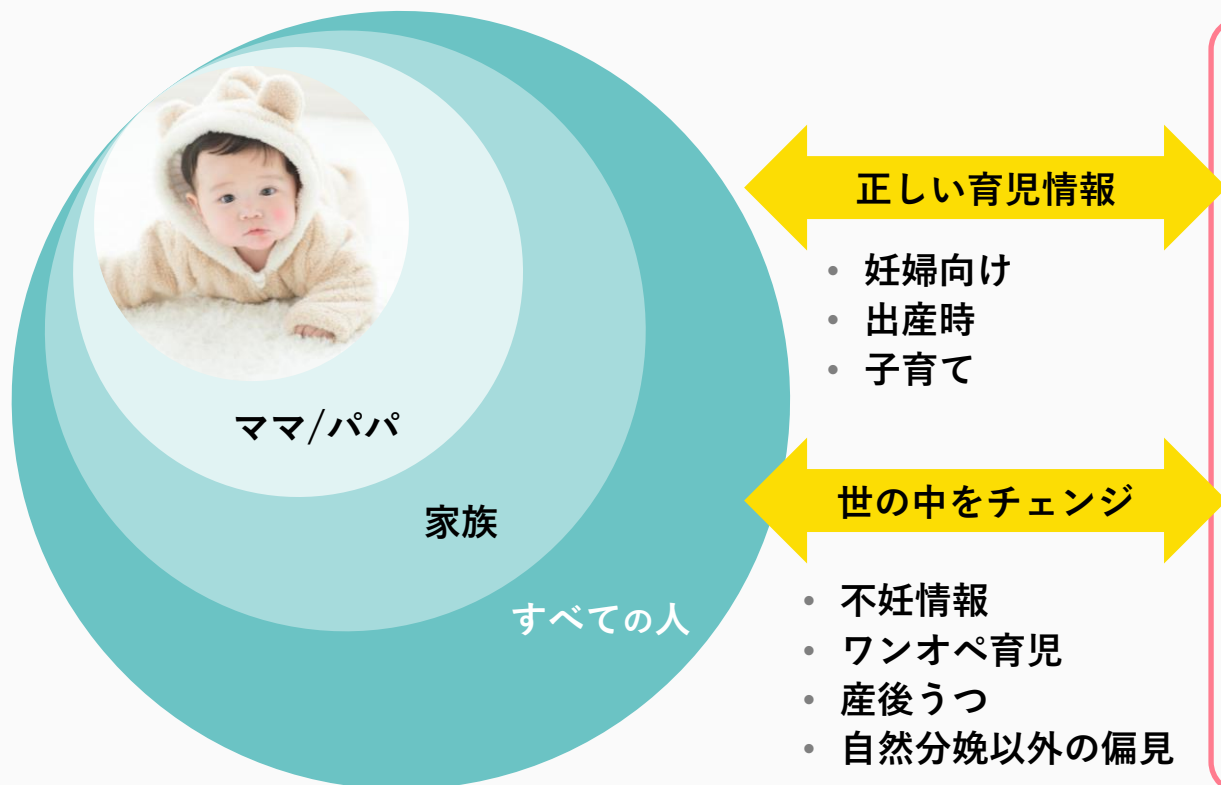 ママ/パパ
家族
すべての人
正しい育児情報
• 妊婦向け
• 出産時
• 子育て
世の中をチェンジ
• 不妊情報
• ワンオペ育児
• 産後うつ
• 自然分娩以外の偏見